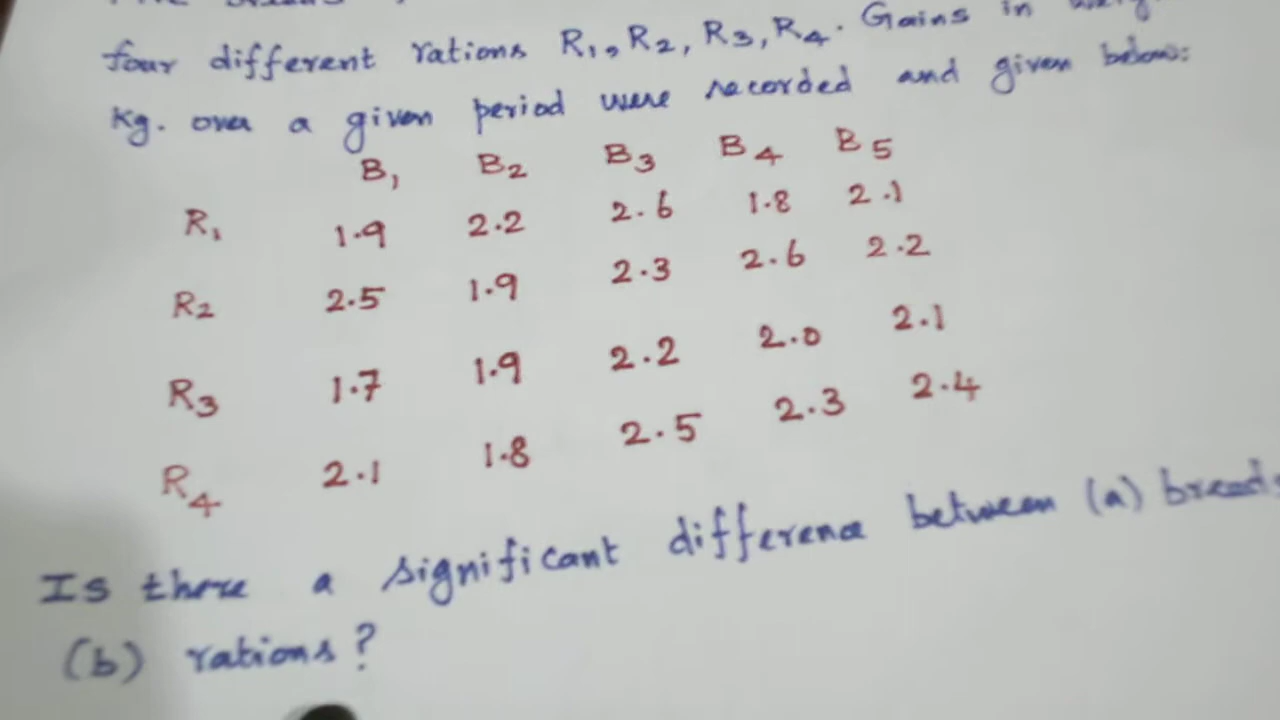 four different rations R1, R2, R3, R4. Gains in
Kg. over a given period were recorded and given below:
B1 B2 B3 B4 B5
R1 1.9 2.2 2.6 1.8 2.1
R2 2.5 1.9 2.3 2.6 2.2
R3 1.7 1.9 2.2 2.0 2.1
R4 2.1 1.8 2.5 2.3 2.4
Is there a significant difference between (a) breeds
(b) rations?